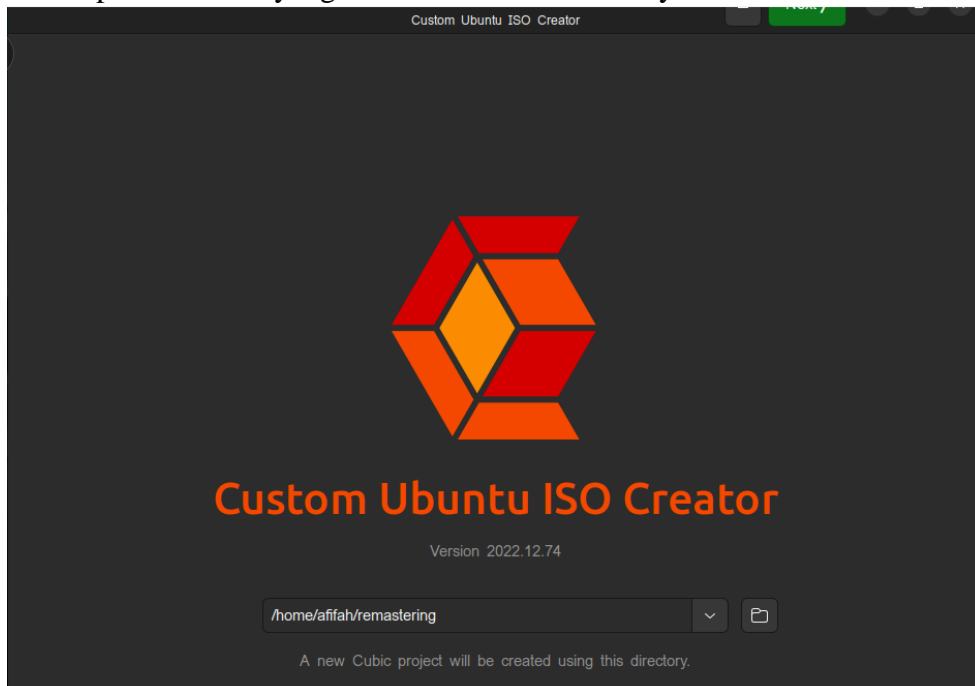 Custom Ubuntu ISO Creator
Custom Ubuntu ISO Creator
Version 2022.12.74
/home/afifah/remastering
A new Cubic project will be created using this directory.